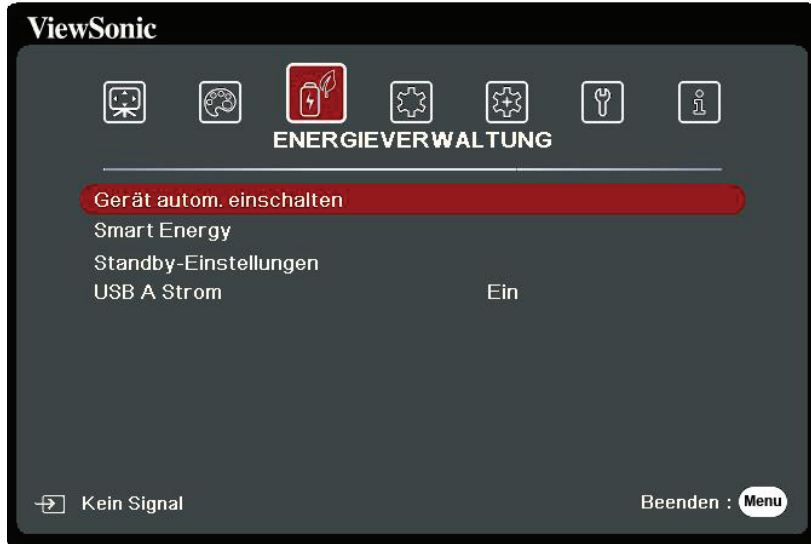 ViewSonic
ENERGIEVERWALTUNG
Gerät autom. einschalten
Smart Energy
Standby-Einstellungen
USB A Strom Ein
Kein Signal Beenden : Menu